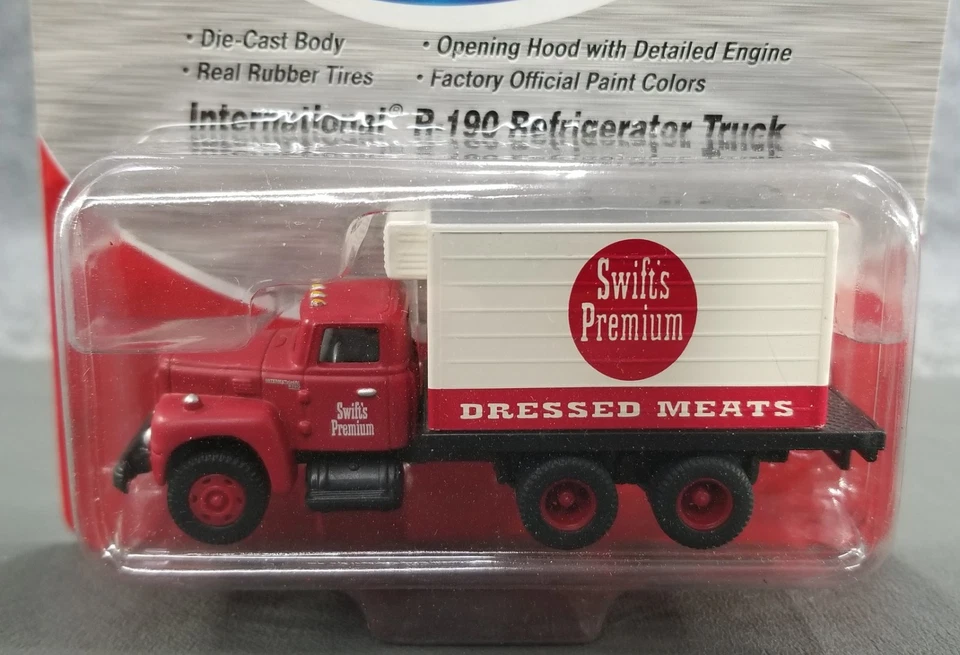 • Die-Cast Body
• Opening Hood with Detailed Engine
• Real Rubber Tires
• Factory Official Paint Colors
International® R-190 Refrigerator Truck
Swift's
Premium
DRESSED MEATS
Swift's
Premium